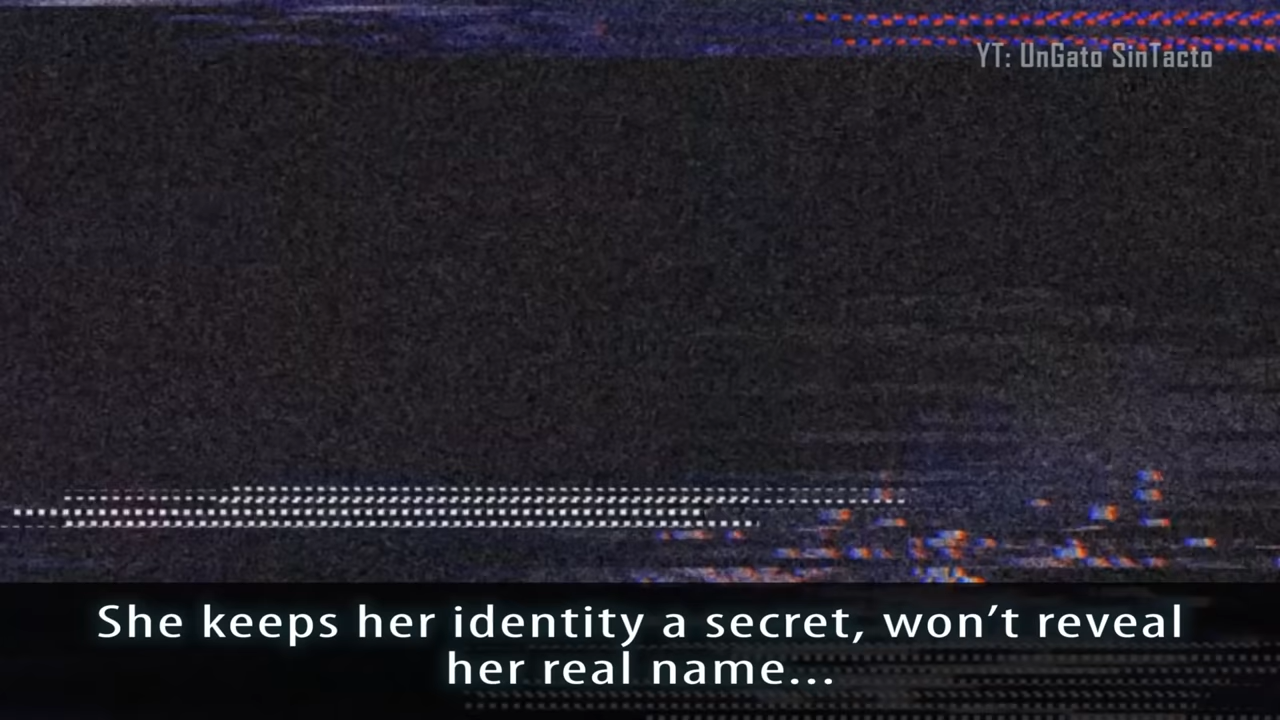 YT: UnGato SinTacto
She keeps her identity a secret, won’t reveal
her real name...